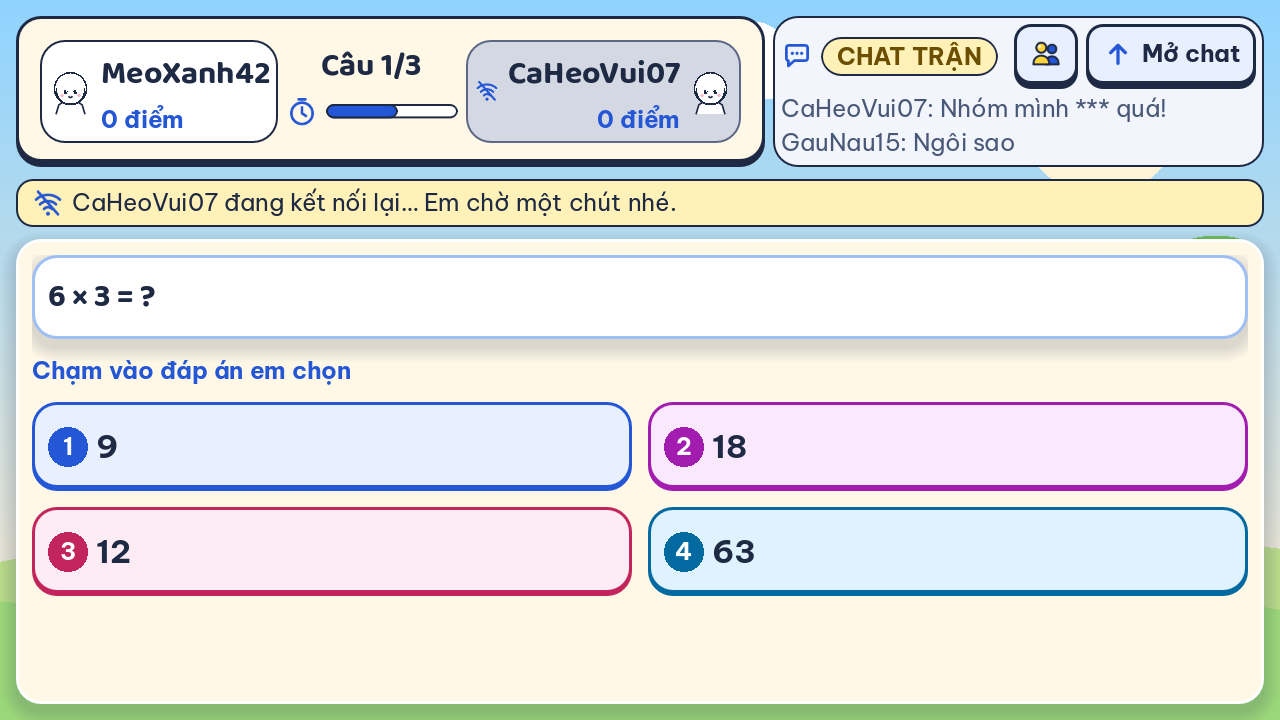 MeoXanh42
0 điểm
Câu 1/3
CaHeoVui07
0 điểm
CHAT TRẬN
Mở chat
CaHeoVui07: Nhóm mình *** quá!
GauNau15: Ngôi sao
CaHeoVui07 đang kết nối lại... Em chờ một chút nhé.
6 × 3 = ?
Chạm vào đáp án em chọn
1 9
2 18
3 12
4 63